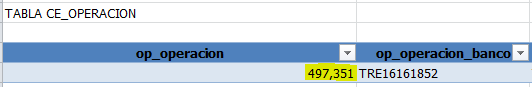 TABLA CE_OPERACION
op_operacion op_operacion_banco
497,351 TRE16161852